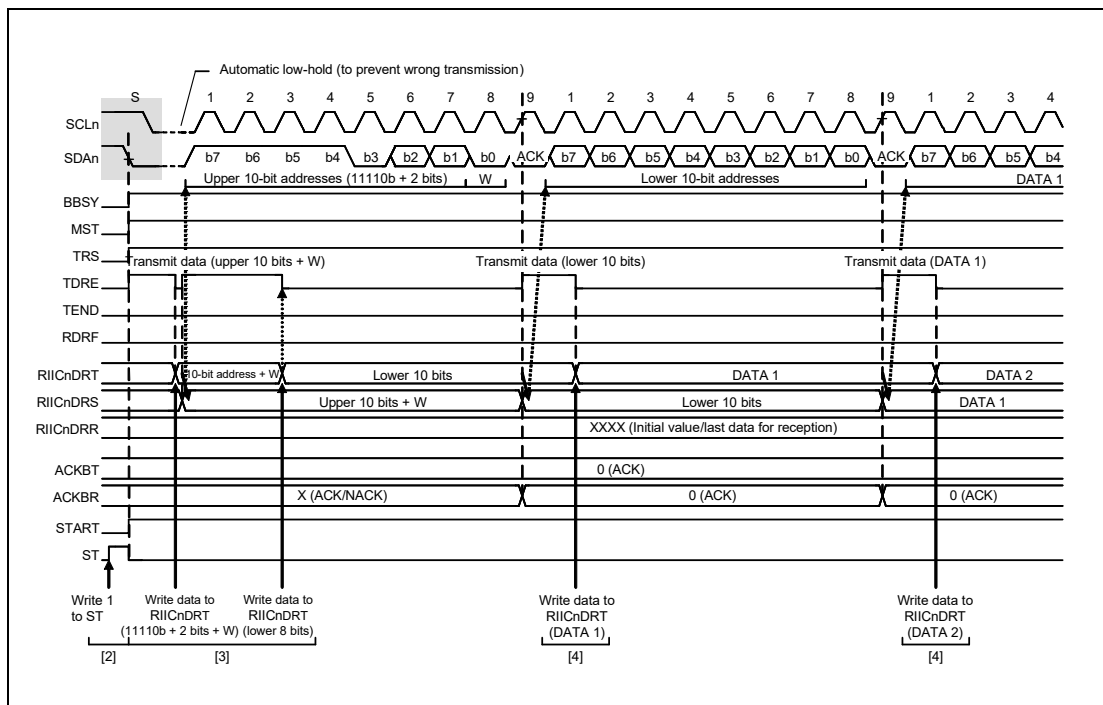 Automatic low-hold (to prevent wrong transmission)
S 1 2 3 4 5 6 7 8 9 1 2 3 4 5 6 7 8 9 1 2 3 4
SCLn
SDAn b7 b6 b5 b4 b3 b2 b1 b0 ACK b7 b6 b5 b4 b3 b2 b1 b0 ACK b7 b6 b5 b4
Upper 10-bit addresses (11110b + 2 bits) W Lower 10-bit addresses DATA 1
BBSY
MST
TRS
Transmit data (upper 10 bits + W) Transmit data (lower 10 bits) Transmit data (DATA 1)
TDRE
TEND
RDRF
RIICnDRT 10-bit address + W Lower 10 bits DATA 1 DATA 2
RIICnDRS Upper 10 bits + W Lower 10 bits DATA 1
RIICnDRR XXXX (Initial value/last data for reception)
ACKBT 0 (ACK)
ACKBR X (ACK/NACK) 0 (ACK) 0 (ACK)
START
ST
Write 1 Write data to Write data to Write data to Write data to
to ST RIICnDRT RIICnDRT RIICnDRT RIICnDRT
(11110b + 2 bits + W) (lower 8 bits) (DATA 1) (DATA 2)
[2] [3] [4] [4]